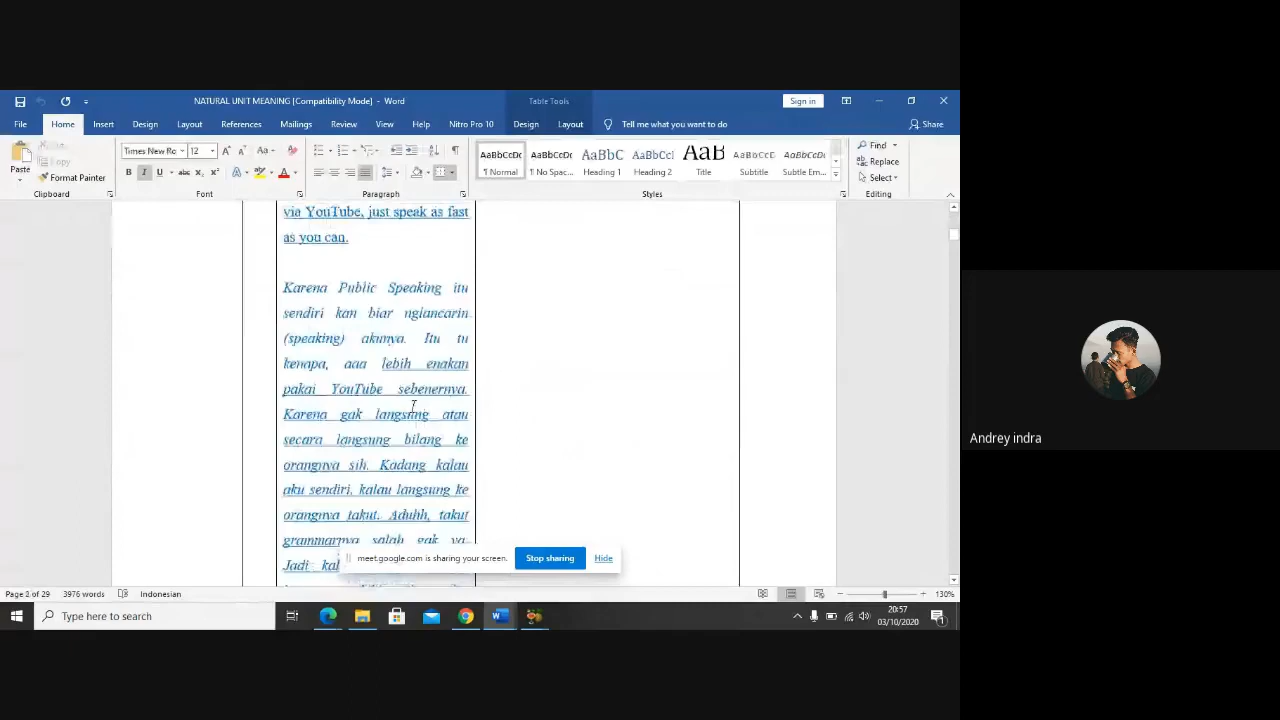 NATURAL UNIT MEANING [Compatibility Mode] - Word
Table Tools
Sign in
File Home Insert Design Layout References Mailings Review View Help Nitro Pro 10 Design Layout Tell me what you want to do Share
Paste
Cut
Copy
Format Painter
Times New Ro 12
AaBbCcDc AaBbCcDc AaBbC AaBbCcI AaB AaBbCcD AaBbCcD
¶ Normal ¶ No Spac... Heading 1 Heading 2 Title Subtitle Subtle Em...
Find
Replace
Select
Clipboard Font Paragraph Styles Editing
via YouTube, just speak as fast
as you can.
Karena Public Speaking itu
sendiri kan biar nglancarin
(speaking) akunya. Itu tu
kenapa, aaa lebih enakan
pakai YouTube sebenernya.
Karena gak langsung atau
secara langsung bilang ke
orangnya sih. Kadang kalau
aku sendiri, kalau langsung ke
orangnya takut. Aduhh, takut
grammarnya salah gak ya.
Jadi
meet.google.com is sharing your screen. Stop sharing Hide
Page 2 of 29 3976 words Indonesian 130%
Type here to search
20:57
03/10/2020
Andrey indra